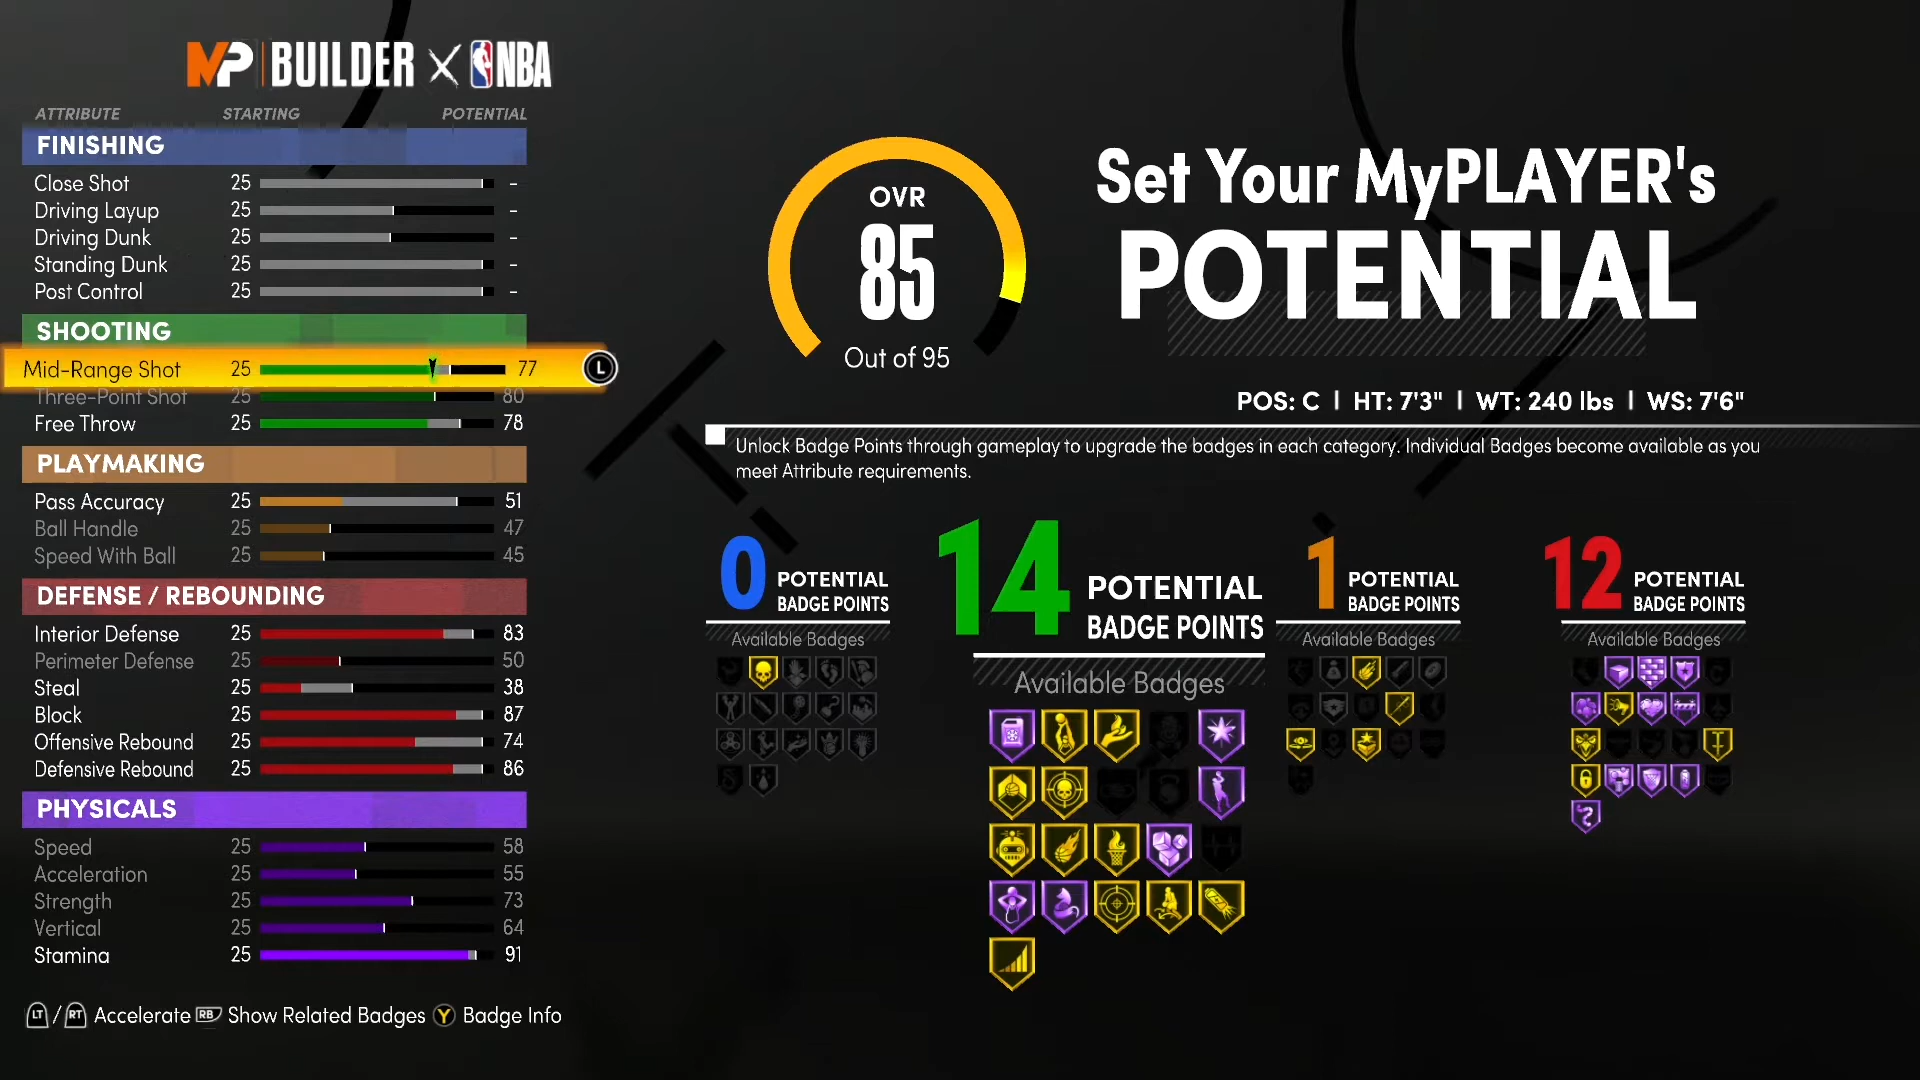 MP | BUILDER X NBA
ATTRIBUTE STARTING POTENTIAL
FINISHING
Close Shot 25 -
Driving Layup 25 -
Driving Dunk 25 -
Standing Dunk 25 -
Post Control 25 -
SHOOTING
Mid-Range Shot 25 77 L
Three-Point Shot 25 80
Free Throw 25 78
PLAYMAKING
Pass Accuracy 25 51
Ball Handle 25 47
Speed With Ball 25 45
DEFENSE / REBOUNDING
Interior Defense 25 83
Perimeter Defense 25 50
Steal 25 38
Block 25 87
Offensive Rebound 25 74
Defensive Rebound 25 86
PHYSICALS
Speed 25 58
Acceleration 25 55
Strength 25 73
Vertical 25 64
Stamina 25 91
LT / RT Accelerate RB Show Related Badges Y Badge Info
OVR
85
Out of 95
Set Your MyPLAYER's
POTENTIAL
POS: C | HT: 7'3" | WT: 240 lbs | WS: 7'6"
Unlock Badge Points through gameplay to upgrade the badges in each category. Individual Badges become available as you
meet Attribute requirements.
0 POTENTIAL
BADGE POINTS
Available Badges
14 POTENTIAL
BADGE POINTS
Available Badges
1 POTENTIAL
BADGE POINTS
Available Badges
12 POTENTIAL
BADGE POINTS
Available Badges